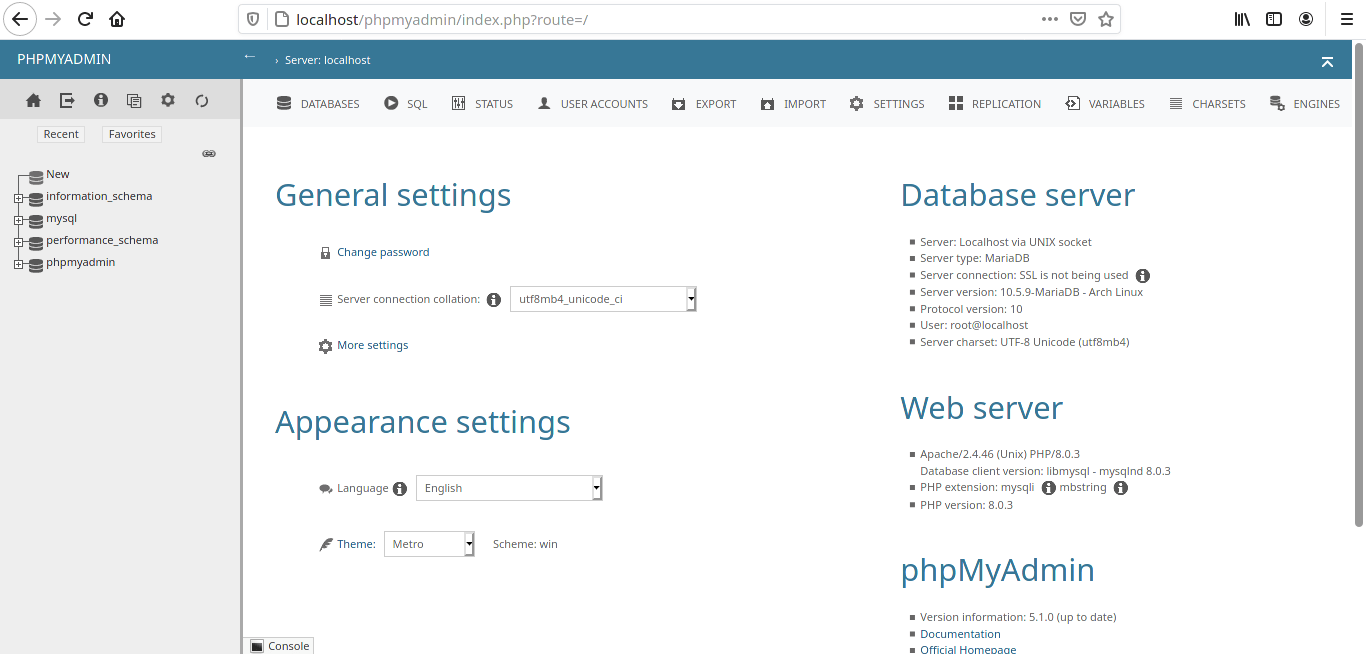 localhost/phpmyadmin/index.php?route=/
PHPMYADMIN
← › Server: localhost
Recent Favorites
New
information_schema
mysql
performance_schema
phpmyadmin
DATABASES SQL STATUS USER ACCOUNTS EXPORT IMPORT SETTINGS REPLICATION VARIABLES CHARSETS ENGINES
General settings
Change password
Server connection collation: utf8mb4_unicode_ci
More settings
Appearance settings
Language English
Theme: Metro Scheme: win
Database server
Server: Localhost via UNIX socket
Server type: MariaDB
Server connection: SSL is not being used
Server version: 10.5.9-MariaDB - Arch Linux
Protocol version: 10
User: root@localhost
Server charset: UTF-8 Unicode (utf8mb4)
Web server
Apache/2.4.46 (Unix) PHP/8.0.3
Database client version: libmysql - mysqlnd 8.0.3
PHP extension: mysqli mbstring
PHP version: 8.0.3
phpMyAdmin
Version information: 5.1.0 (up to date)
Documentation
Official Homepage
Console